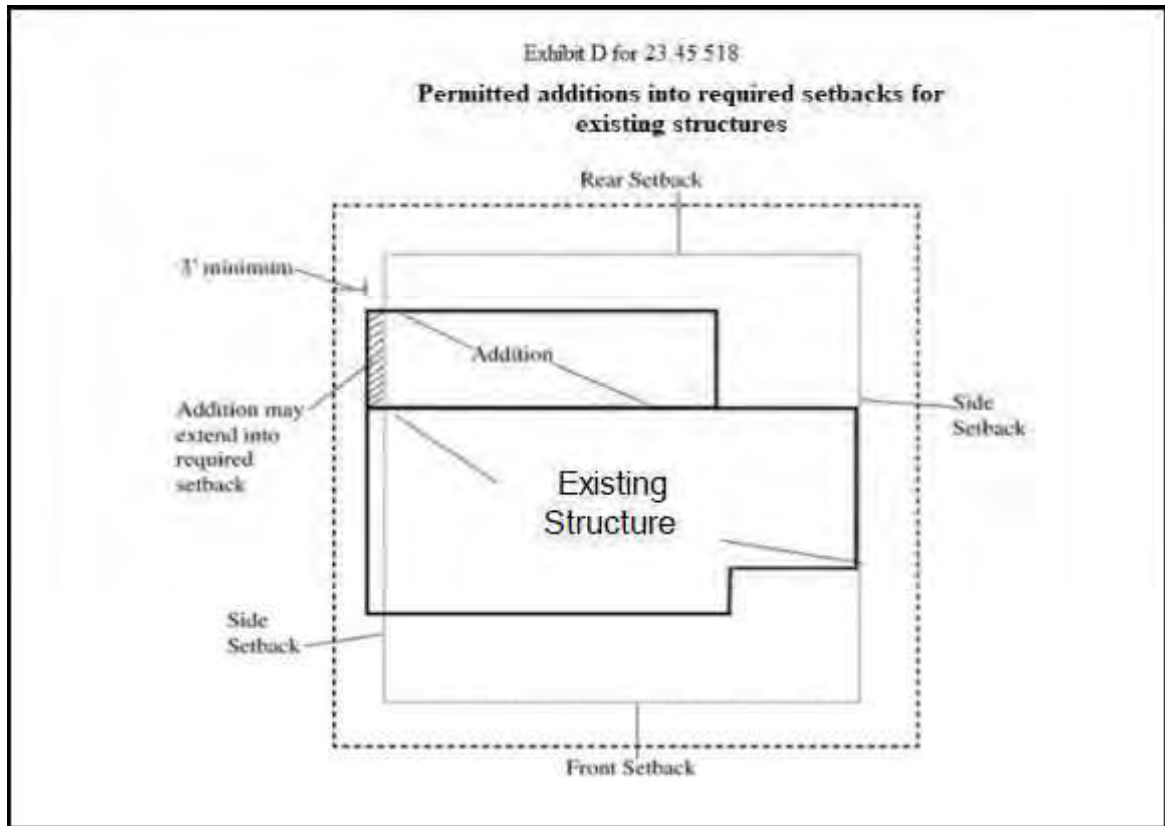 Exhibit D for 23.45.518
Permitted additions into required setbacks for
existing structures
Rear Setback
3' minimum
Addition
Addition may
extend into
required
setback
Side
Setback
Existing
Structure
Side
Setback
Front Setback